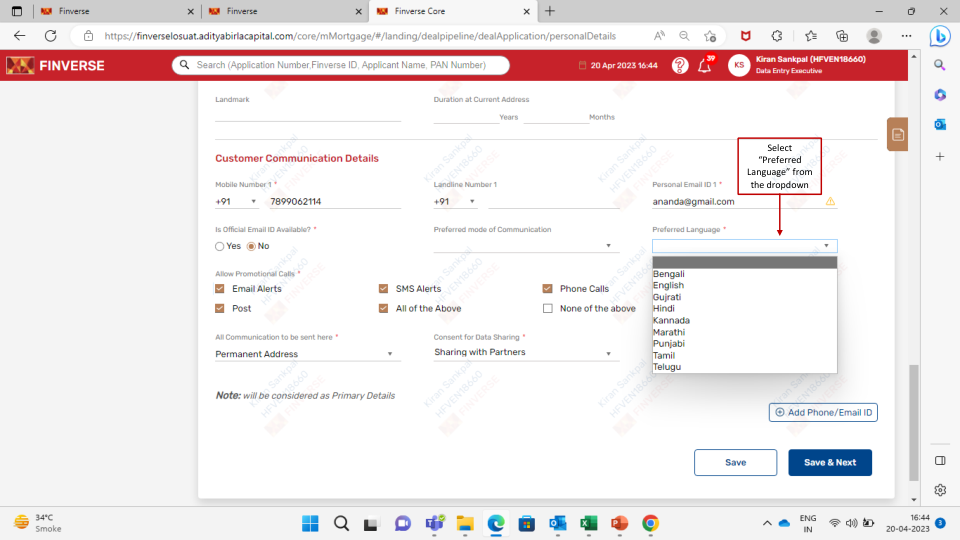 Finverse
Finverse
Finverse Core
https://finverselosuat.adityabirlacapital.com/core/mMortgage/#/landing/dealpipeline/dealApplication/personalDetails
FINVERSE
Search (Application Number,Finverse ID, Applicant Name, PAN Number)
20 Apr 2023 16:44
39
KS
Kiran Sankpal (HFVEN18660)
Data Entry Executive
Landmark
Duration at Current Address
Years
Months
Customer Communication Details
Select
“Preferred
Language” from
the dropdown
Mobile Number 1 *
Landline Number 1
Personal Email ID 1 *
+91
7899062114
+91
ananda@gmail.com
Is Official Email ID Available? *
Preferred mode of Communication
Preferred Language *
Yes
No
Bengali
English
Gujrati
Hindi
Kannada
Marathi
Punjabi
Tamil
Telugu
Allow Promotional Calls *
Email Alerts
SMS Alerts
Phone Calls
Post
All of the Above
None of the above
All Communication to be sent here *
Consent for Data Sharing *
Permanent Address
Sharing with Partners
Note: will be considered as Primary Details
Add Phone/Email ID
Save
Save & Next
Kiran Sankpal
HFVEN18660
FINVERSE
34°C
Smoke
ENG
IN
16:44
20-04-2023
3